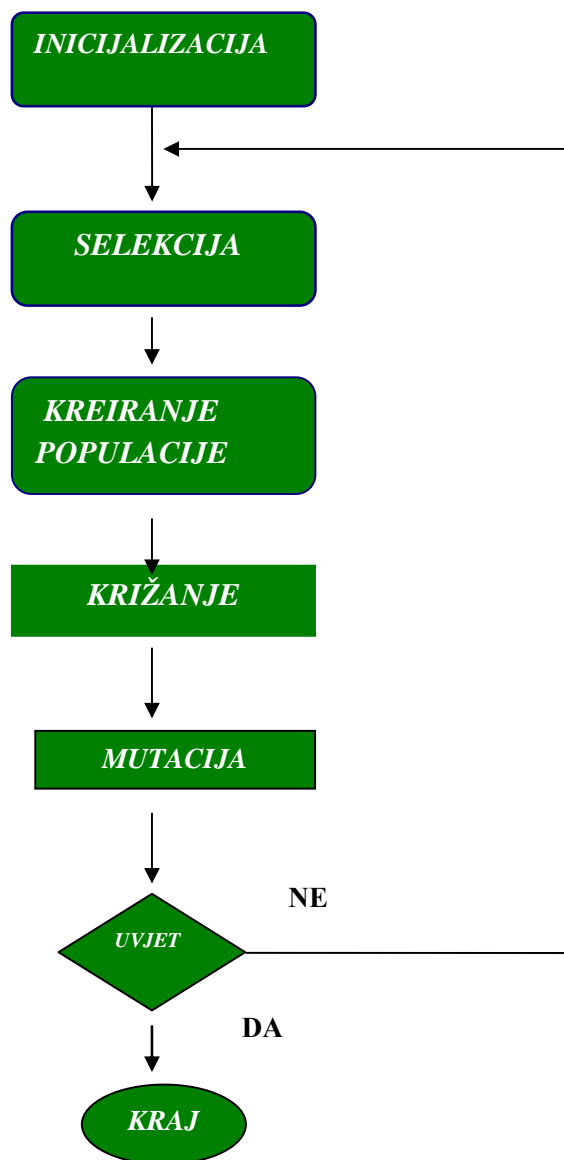 INICIJALIZACIJA
SELEKCIJA
KREIRANJE
POPULACIJE
KRIŽANJE
MUTACIJA
NE
UVJET
DA
KRAJ